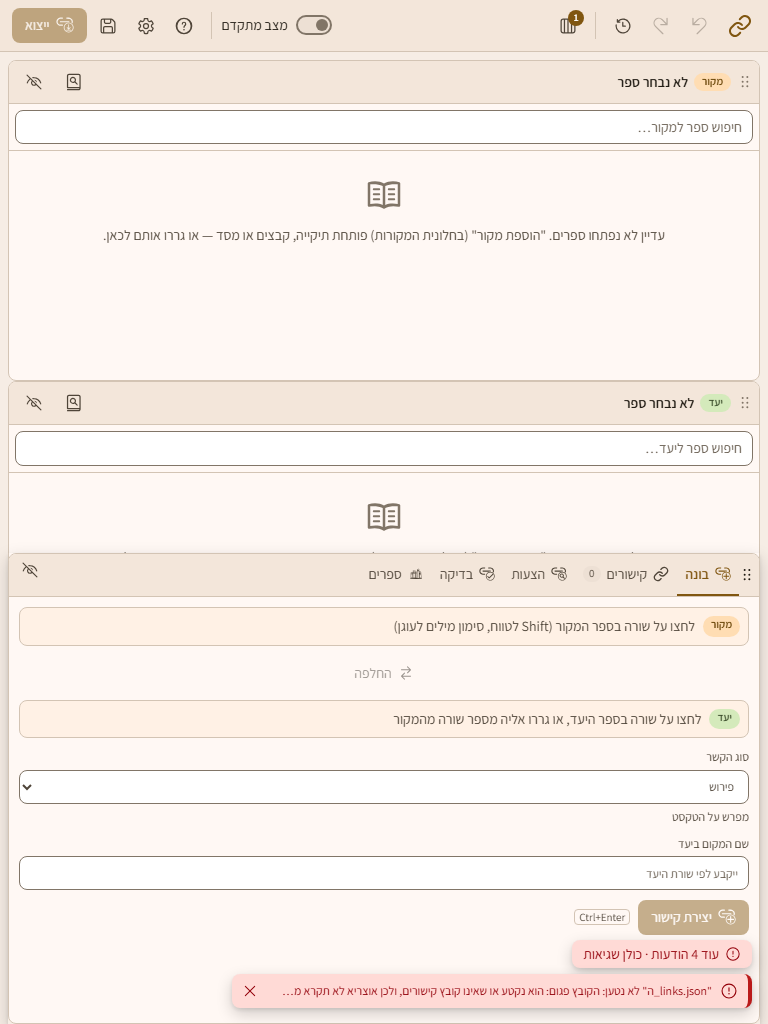 1
מצב מתקדם
ייצוא
מקור
לא נבחר ספר
חיפוש ספר למקור...
עדיין לא נפתחו ספרים. "הוספת מקור" (בחלונית המקורות) פותחת תיקייה, קבצים או מסד — או גררו אותם לכאן.
יעד
לא נבחר ספר
חיפוש ספר ליעד...
בונה
קישורים
0
הצעות
בדיקה
ספרים
מקור
לחצו על שורה בספר המקור (Shift לטווח, סימון מילים לעוגן)
החלפה
יעד
לחצו על שורה בספר היעד, או גררו אליה מספר שורה מהמקור
סוג הקשר
פירוש
מפרש על הטקסט
שם המקום ביעד
ייקבע לפי שורת היעד
יצירת קישור
Ctrl+Enter
עוד 4 הודעות · כולן שגיאות
"ה_links.json" לא נטען: הקובץ פגום: הוא נקטע או שאינו קובץ קישורים, ולכן אוצריא לא תקרא מ...